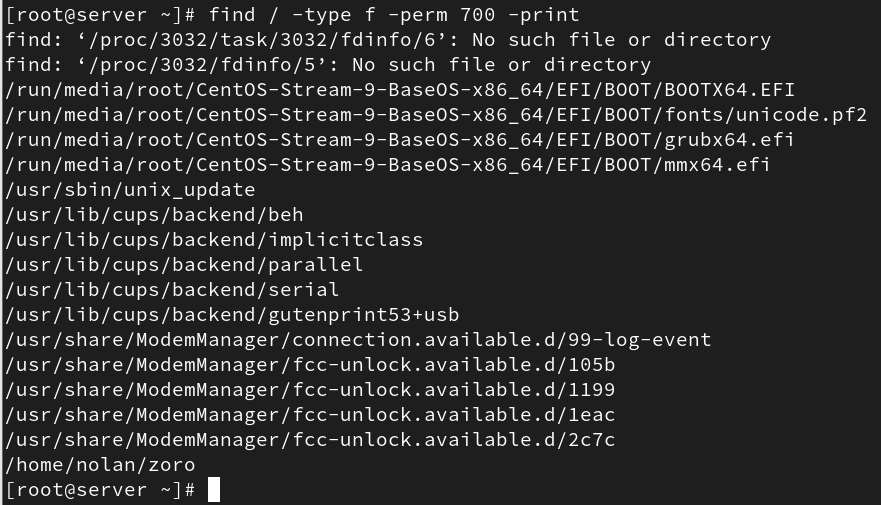 [root@server ~]# find / -type f -perm 700 -print
find: ‘/proc/3032/task/3032/fdinfo/6’: No such file or directory
find: ‘/proc/3032/fdinfo/5’: No such file or directory
/run/media/root/CentOS-Stream-9-BaseOS-x86_64/EFI/BOOT/BOOTX64.EFI
/run/media/root/CentOS-Stream-9-BaseOS-x86_64/EFI/BOOT/fonts/unicode.pf2
/run/media/root/CentOS-Stream-9-BaseOS-x86_64/EFI/BOOT/grubx64.efi
/run/media/root/CentOS-Stream-9-BaseOS-x86_64/EFI/BOOT/mmx64.efi
/usr/sbin/unix_update
/usr/lib/cups/backend/beh
/usr/lib/cups/backend/implicitclass
/usr/lib/cups/backend/parallel
/usr/lib/cups/backend/serial
/usr/lib/cups/backend/gutenprint53+usb
/usr/share/ModemManager/connection.available.d/99-log-event
/usr/share/ModemManager/fcc-unlock.available.d/105b
/usr/share/ModemManager/fcc-unlock.available.d/1199
/usr/share/ModemManager/fcc-unlock.available.d/1eac
/usr/share/ModemManager/fcc-unlock.available.d/2c7c
/home/nolan/zoro
[root@server ~]#